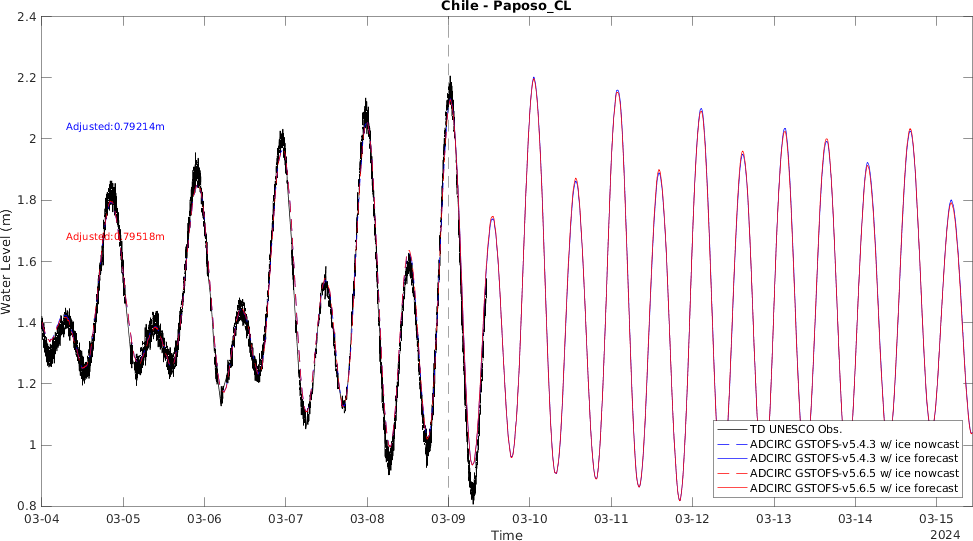 Chile - Paposo_CL
2.4
2.2
2
1.8
1.6
1.4
1.2
1
0.8
Water Level (m)
Adjusted:0.79214m
Adjusted:0.79518m
TD UNESCO Obs.
ADCIRC GSTOFS-v5.4.3 w/ ice nowcast
ADCIRC GSTOFS-v5.4.3 w/ ice forecast
ADCIRC GSTOFS-v5.6.5 w/ ice nowcast
ADCIRC GSTOFS-v5.6.5 w/ ice forecast
03-04 03-05 03-06 03-07 03-08 03-09 03-10 03-11 03-12 03-13 03-14 03-15
Time
2024